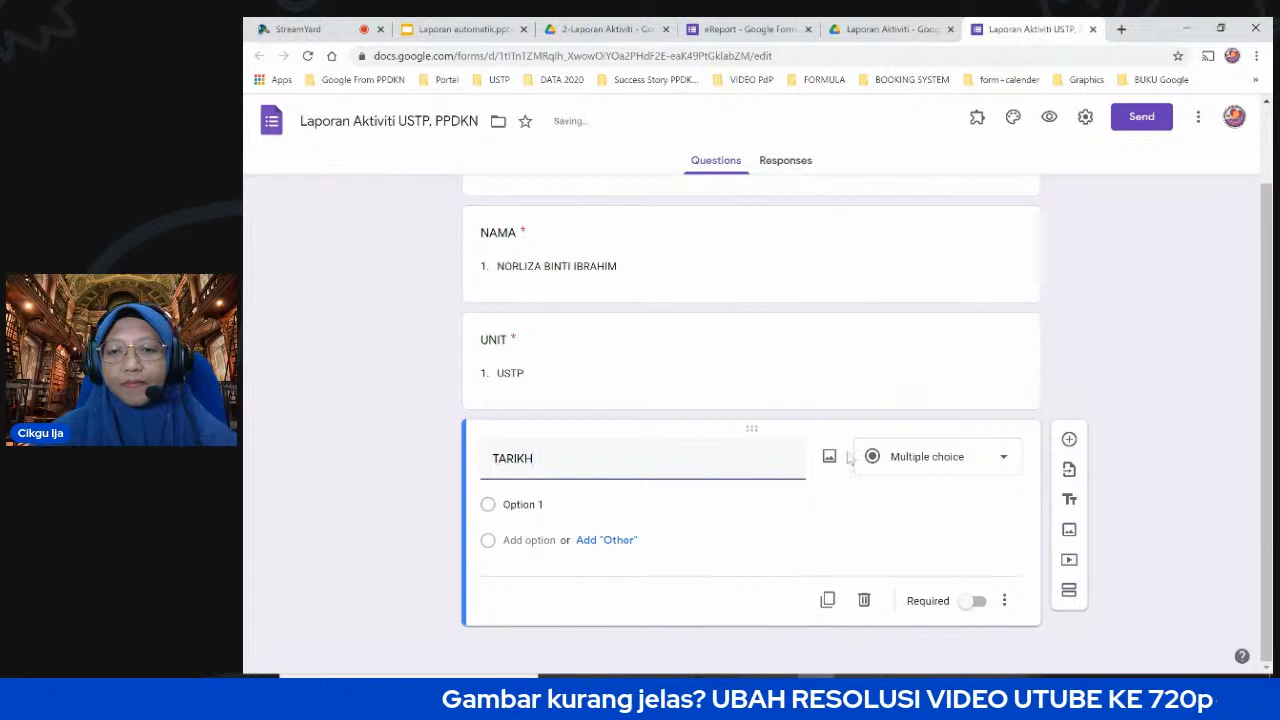 StreamYard
Laporan automatik.ppt
2-Laporan Aktiviti - Goo
eReport - Google Form
Laporan Aktiviti - Goog
Laporan Aktiviti USTP, P
docs.google.com/forms/d/
/edit
Apps
Google From PPDKN
Portal
USTP
DATA 2020
Success Story PPDK...
VIDEO PdP
FORMULA
BOOKING SYSTEM
form+calender
Graphics
BUKU Google
»
Laporan Aktiviti USTP, PPDKN
Saving...
Send
Questions
Responses
NAMA *
1. NORLIZA BINTI IBRAHIM
UNIT *
1. USTP
TARIKH
Multiple choice
Option 1
Add option or Add "Other"
Required
Cikgu Ija
Gambar kurang jelas? UBAH RESOLUSI VIDEO UTUBE KE 720p